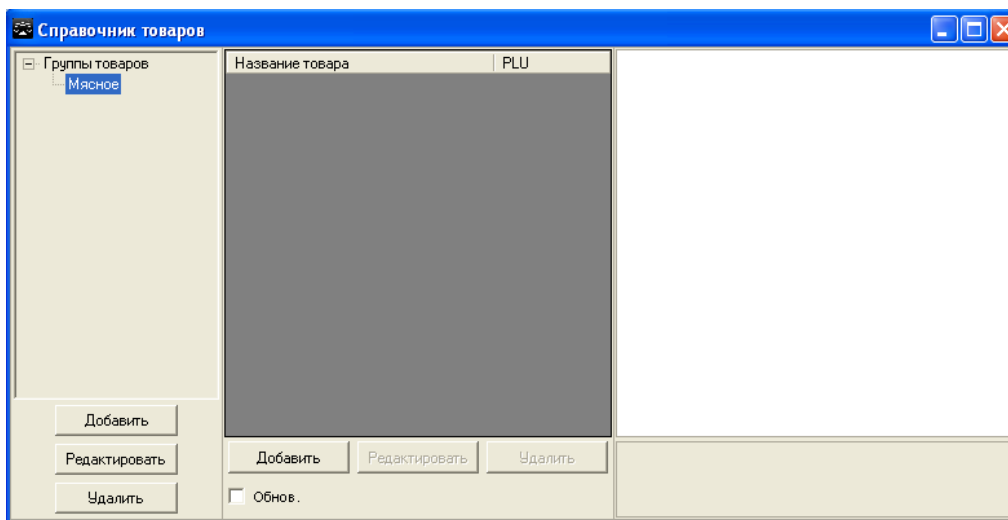 Справочник товаров
Группы товаров
Мясное
Название товара PLU
Добавить
Редактировать
Удалить
Добавить Редактировать Удалить
Обнов.